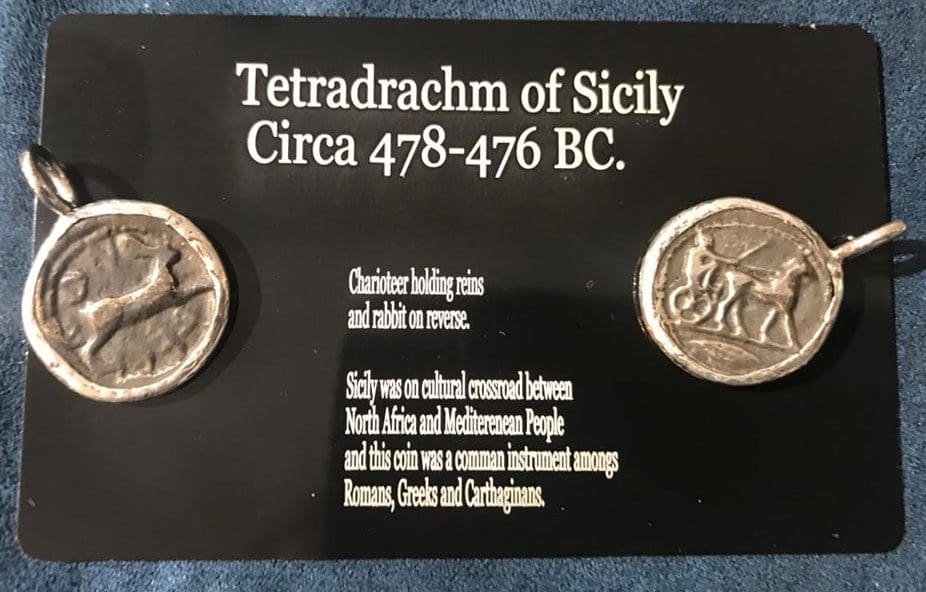 Tetradrachm of Sicily
Circa 478-476 BC.
Charioteer holding reins
and rabbit on reverse.
Sicily was on cultural crossroad between
North Africa and Mediterenean People
and this coin was a comman instrument amongs
Romans, Greeks and Carthaginans.